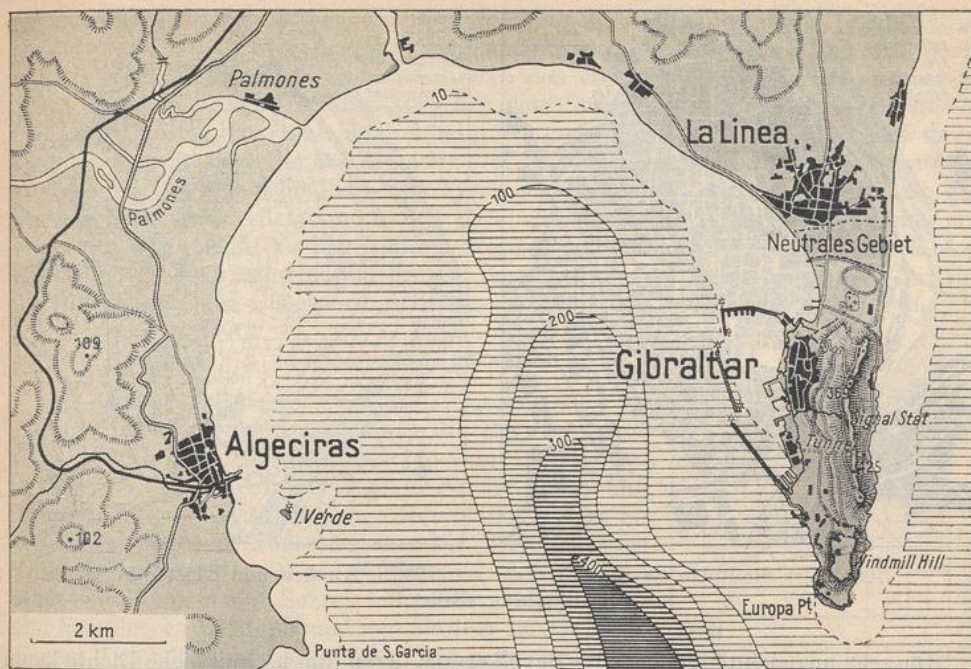 Palmones
10
La Linea
Palmones
100
Neutrales Gebiet
200
Gibraltar
109
Signal Stat.
Tunnel
Algeciras
300
425
I. Verde
102
400
Windmill Hill
Europa Pt.
2 km
Punta de S. Garcia